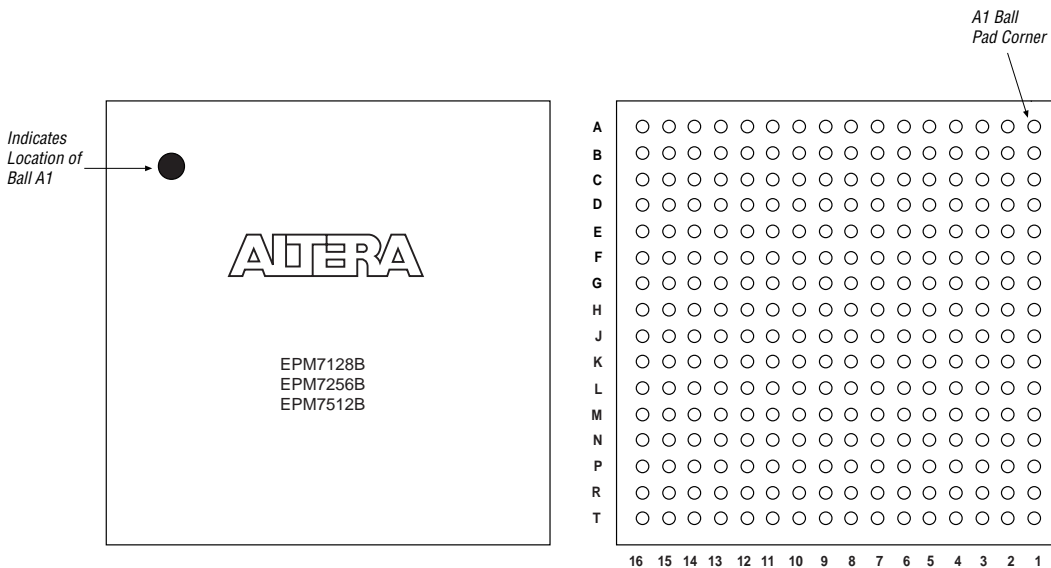 A1 Ball
Pad Corner
Indicates
Location of
Ball A1
ALTERA
EPM7128B
EPM7256B
EPM7512B
A
B
C
D
E
F
G
H
J
K
L
M
N
P
R
T
16 15 14 13 12 11 10 9 8 7 6 5 4 3 2 1